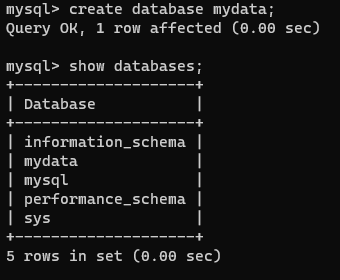 mysql> create database mydata;
Query OK, 1 row affected (0.00 sec)
mysql> show databases;
+--------------------+
| Database           |
+--------------------+
| information_schema |
| mydata             |
| mysql              |
| performance_schema |
| sys                |
+--------------------+
5 rows in set (0.00 sec)